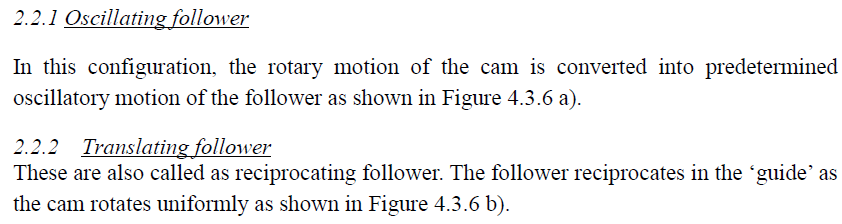 2.2.1 Oscillating follower
In this configuration, the rotary motion of the cam is converted into predetermined
oscillatory motion of the follower as shown in Figure 4.3.6 a).
2.2.2 Translating follower
These are also called as reciprocating follower. The follower reciprocates in the ‘guide’ as
the cam rotates uniformly as shown in Figure 4.3.6 b).